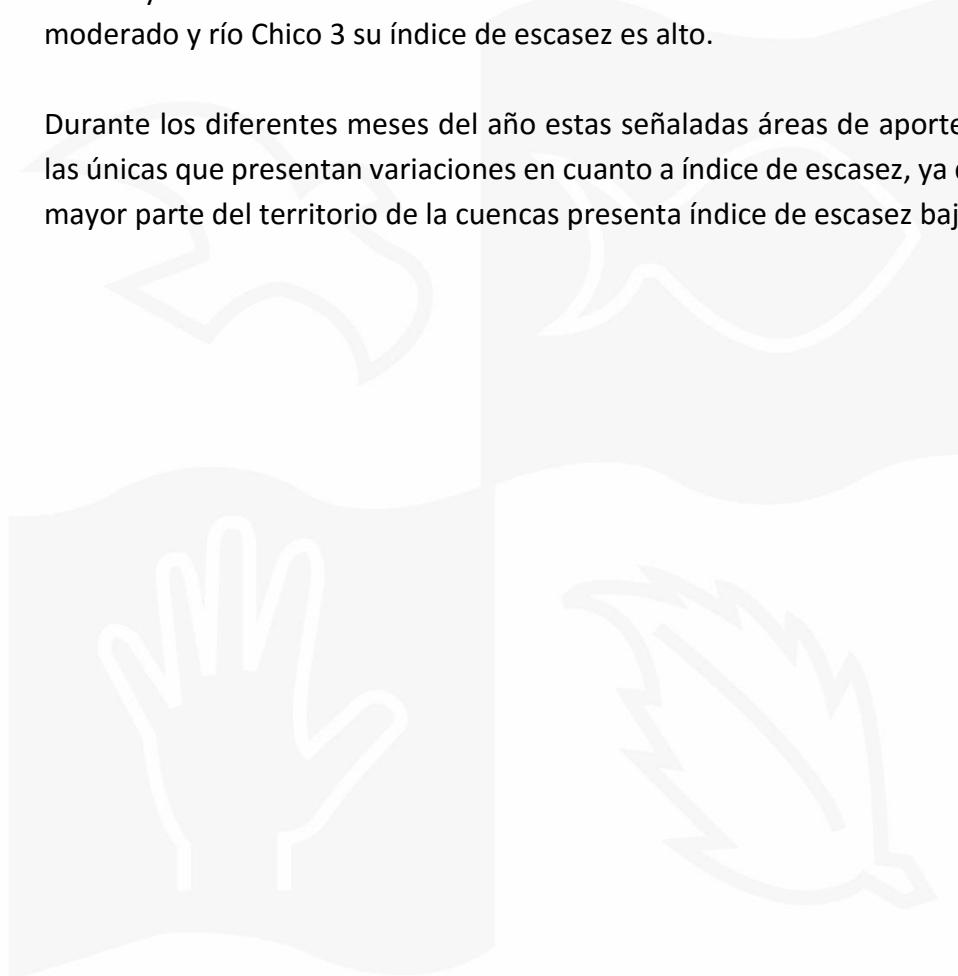 moderado y río Chico 3 su índice de escasez es alto.
Durante los diferentes meses del año estas señaladas áreas de aporte
las únicas que presentan variaciones en cuanto a índice de escasez, ya
mayor parte del territorio de la cuencas presenta índice de escasez